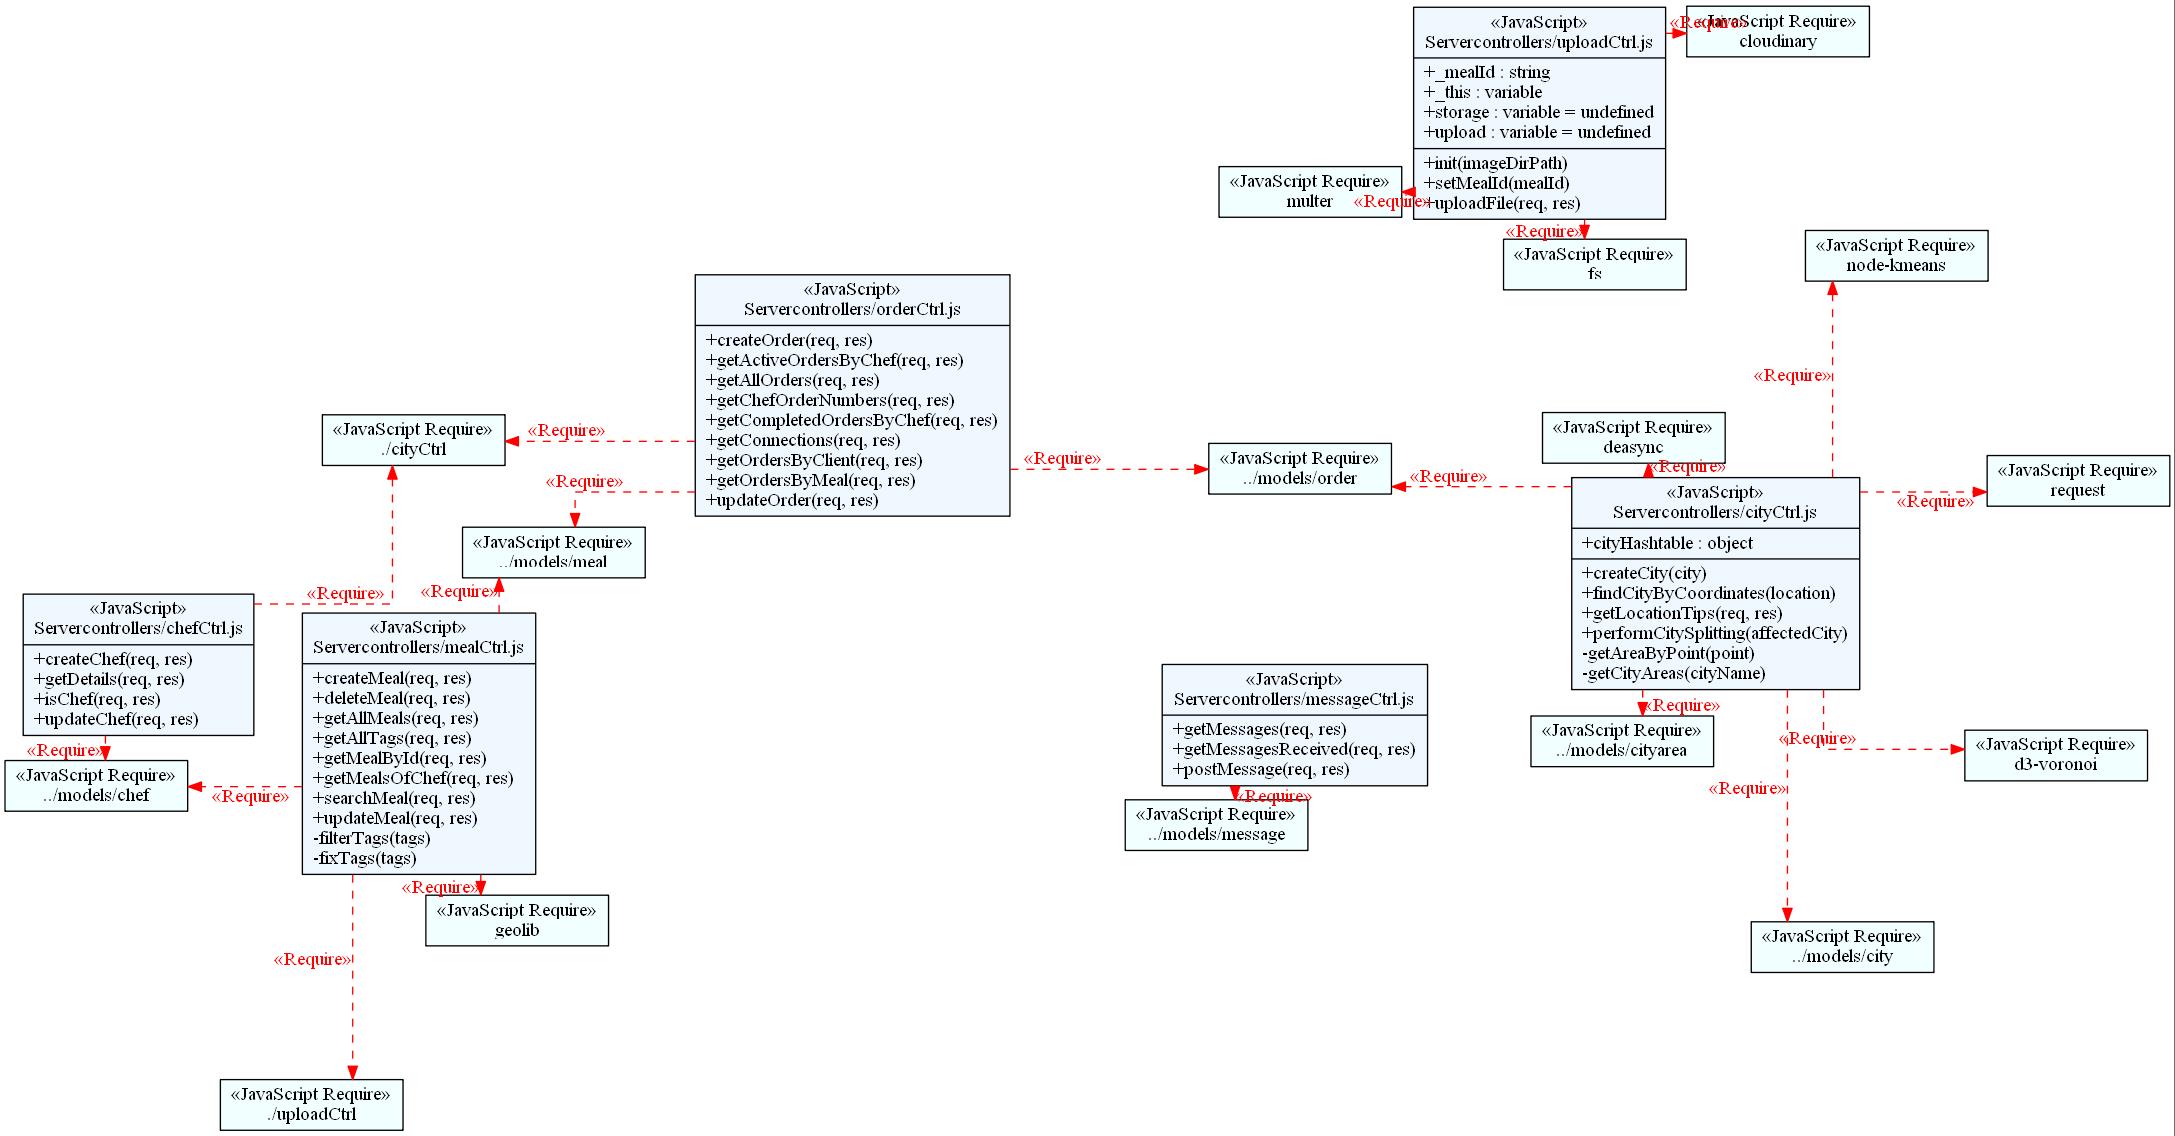 «JavaScript»
Servercontrollers/chefCtrl.js
+createChef(req, res)
+getDetails(req, res)
+isChef(req, res)
+updateChef(req, res)
«Require»
«JavaScript Require»
../models/chef
«Require»
«Require»
«JavaScript Require»
./cityCtrl
«JavaScript»
Servercontrollers/mealCtrl.js
+createMeal(req, res)
+deleteMeal(req, res)
+getAllMeals(req, res)
+getAllTags(req, res)
+getMealById(req, res)
+getMealsOfChef(req, res)
+searchMeal(req, res)
+updateMeal(req, res)
-filterTags(tags)
-fixTags(tags)
«Require»
«JavaScript Require»
./uploadCtrl
«Require»
«JavaScript Require»
geolib
«Require»
«JavaScript Require»
../models/meal
«Require»
«Require»
«JavaScript»
Servercontrollers/orderCtrl.js
+createOrder(req, res)
+getActiveOrdersByChef(req, res)
+getAllOrders(req, res)
+getChefOrderNumbers(req, res)
+getCompletedOrdersByChef(req, res)
+getConnections(req, res)
+getOrdersByClient(req, res)
+getOrdersByMeal(req, res)
+updateOrder(req, res)
«Require»
«JavaScript Require»
../models/order
«JavaScript»
Servercontrollers/messageCtrl.js
+getMessages(req, res)
+getMessagesReceived(req, res)
+postMessage(req, res)
«Require»
«JavaScript Require»
../models/message
«JavaScript Require»
multer
«Require»
«JavaScript»
Servercontrollers/uploadCtrl.js
+_mealId : string
+_this : variable
+storage : variable = undefined
+upload : variable = undefined
+init(imageDirPath)
+setMealId(mealId)
+uploadFile(req, res)
«Require»
«JavaScript Require»
fs
«Require»
«JavaScript Require»
cloudinary
«Require»
«JavaScript Require»
deasync
«Require»
«JavaScript»
Servercontrollers/cityCtrl.js
+cityHashtable : object
+createCity(city)
+findCityByCoordinates(location)
+getLocationTips(req, res)
+performCitySplitting(affectedCity)
-getAreaByPoint(point)
-getCityAreas(cityName)
«Require»
«JavaScript Require»
../models/cityarea
«Require»
«JavaScript Require»
../models/city
«Require»
«JavaScript Require»
d3-voronoi
«Require»
«JavaScript Require»
node-kmeans
«Require»
«JavaScript Require»
request